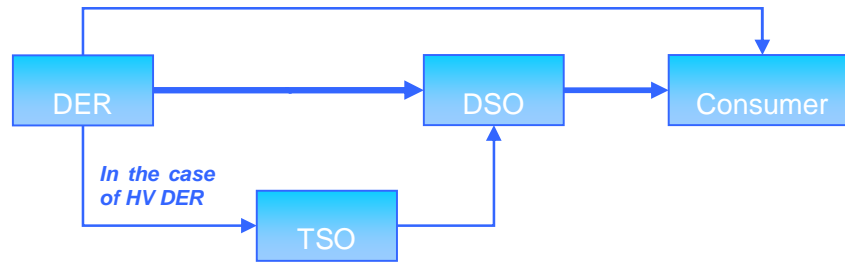 DER
DSO
Consumer
In the case
of HV DER
TSO